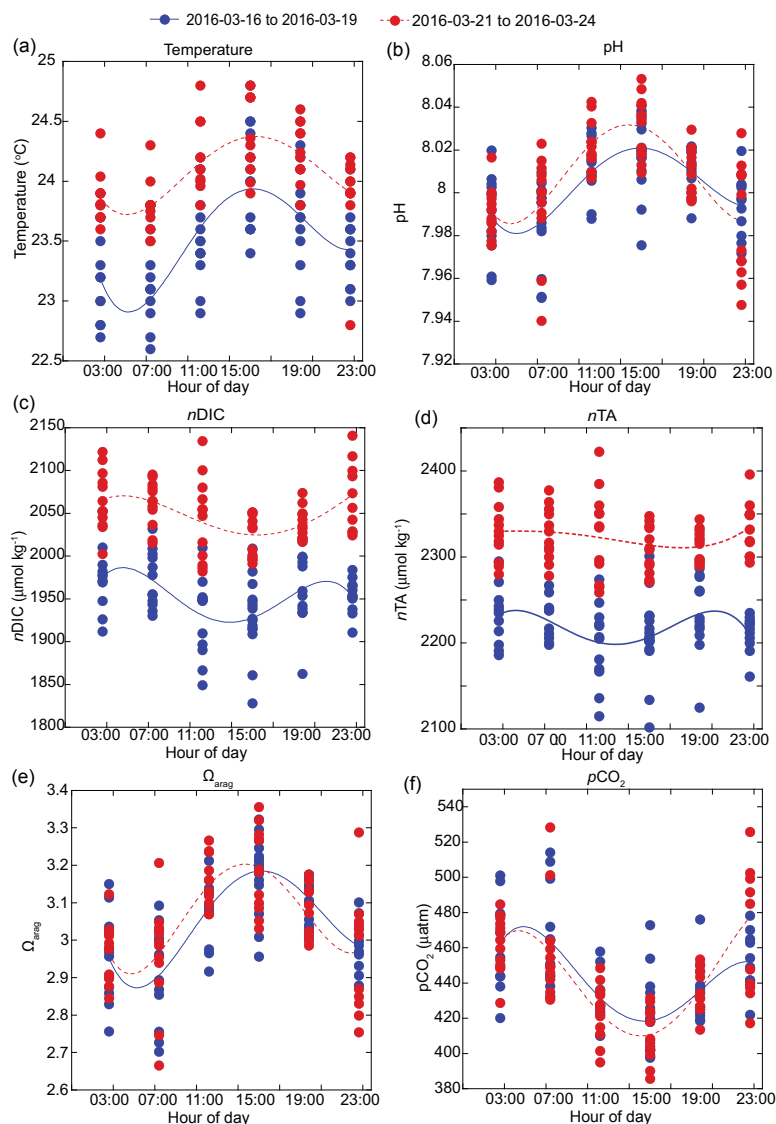 2016-03-16 to 2016-03-19 2016-03-21 to 2016-03-24
(a) Temperature
25
24.5
24
23.5
23
22.5
Temperature (°C)
03:00 07:00 11:00 15:00 19:00 23:00
Hour of day
(b) pH
8.06
8.04
8.02
8
7.98
7.96
7.94
7.92
pH
03:00 07:00 11:00 15:00 19:00 23:00
Hour of day
(c) nDIC
2150
2100
2050
2000
1950
1900
1850
1800
nDIC (µmol kg⁻¹)
03:00 07:00 11:00 15:00 19:00 23:00
Hour of day
(d) nTA
2400
2300
2200
2100
nTA (µmol kg⁻¹)
03:00 07:00 11:00 15:00 19:00 23:00
Hour of day
(e) Ωarag
3.4
3.3
3.2
3.1
3
2.9
2.8
2.7
2.6
Ωarag
03:00 07:00 11:00 15:00 19:00 23:00
Hour of day
(f) pCO₂
540
520
500
480
460
440
420
400
380
pCO₂ (µatm)
03:00 07:00 11:00 15:00 19:00 23:00
Hour of day